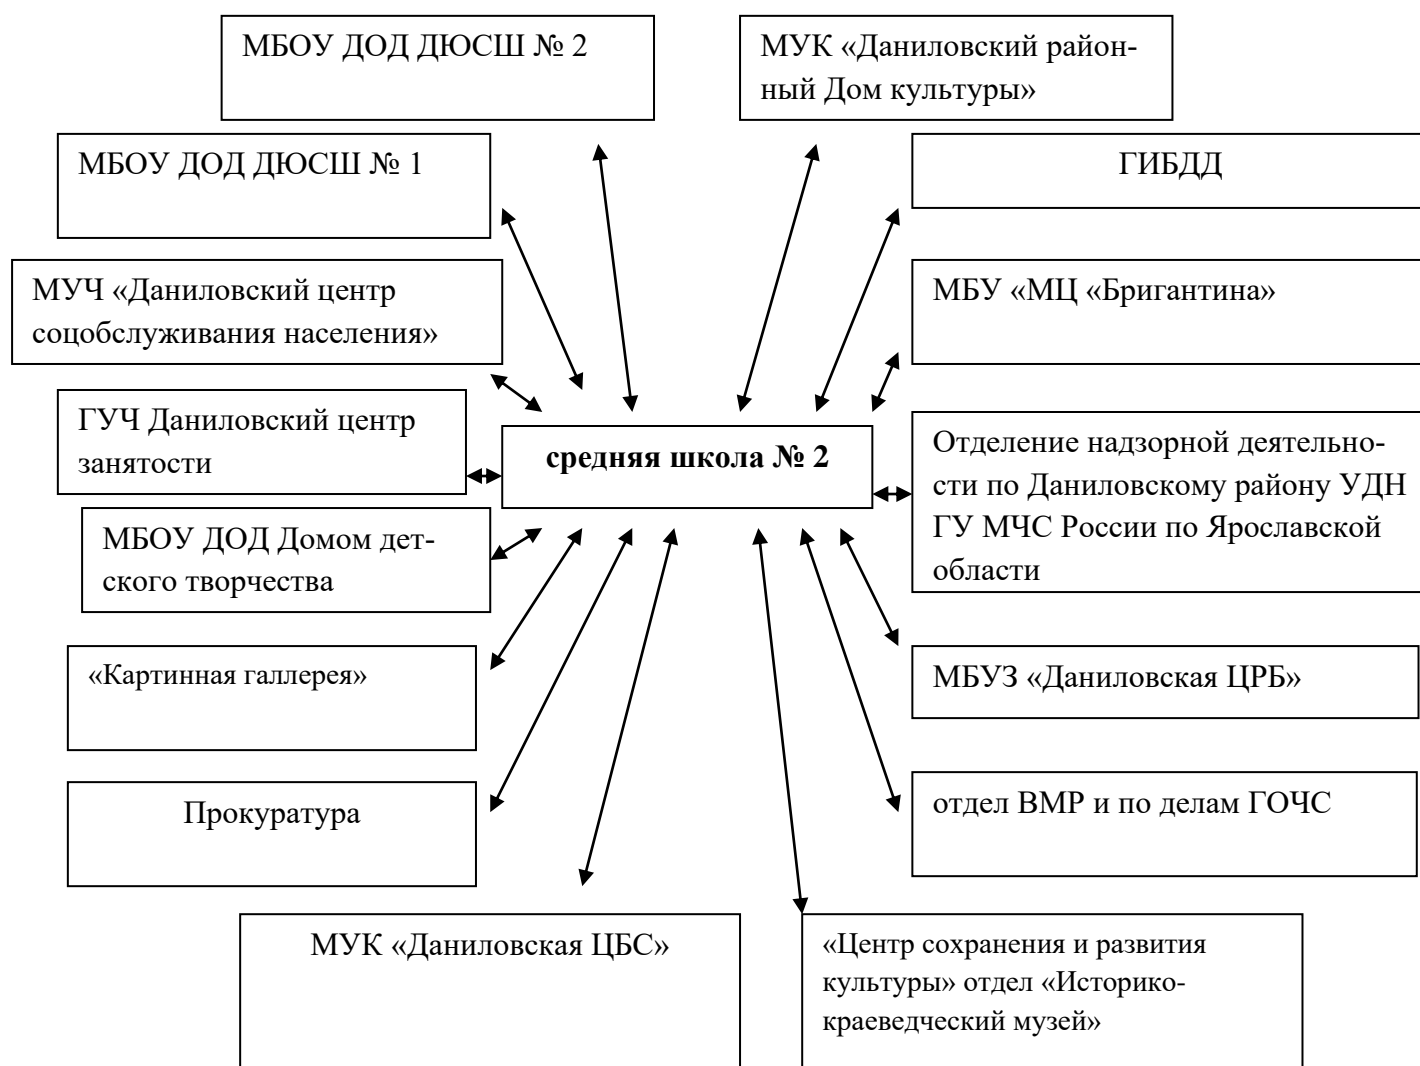 МБОУ ДОД ДЮСШ № 2
МУК «Даниловский район-
ный Дом культуры»
МБОУ ДОД ДЮСШ № 1
ГИБДД
МУЧ «Даниловский центр
соцобслуживания населения»
МБУ «МЦ «Бригантина»
ГУЧ Даниловский центр
занятости
средняя школа № 2
Отделение надзорной деятельно-
сти по Даниловскому району УДН
ГУ МЧС России по Ярославской
области
МБОУ ДОД Домом дет-
ского творчества
«Картинная галлерея»
МБУЗ «Даниловская ЦРБ»
Прокуратура
отдел ВМР и по делам ГОЧС
МУК «Даниловская ЦБС»
«Центр сохранения и развития
культуры» отдел «Историко-
краеведческий музей»